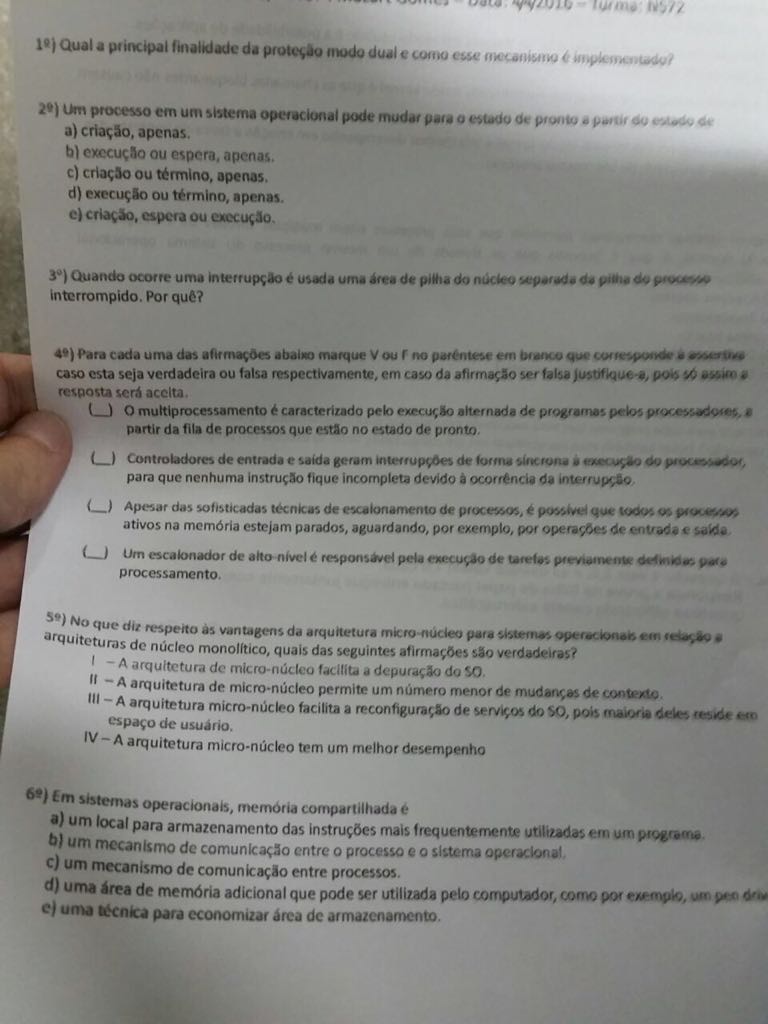 Gomes – Data: 4/4/2016 – Turma: N572
1º) Qual a principal finalidade da proteção modo dual e como esse mecanismo é implementado?
2º) Um processo em um sistema operacional pode mudar para o estado de pronto a partir do estado de
a) criação, apenas.
b) execução ou espera, apenas.
c) criação ou término, apenas.
d) execução ou término, apenas.
e) criação, espera ou execução.
3º) Quando ocorre uma interrupção é usada uma área de pilha do núcleo separada da pilha do processo
interrompido. Por quê?
4º) Para cada uma das afirmações abaixo marque V ou F no parêntese em branco que corresponde à assertiva
caso esta seja verdadeira ou falsa respectivamente, em caso da afirmação ser falsa justifique-a, pois só assim a
resposta será aceita.
(__) O multiprocessamento é caracterizado pelo execução alternada de programas pelos processadores, a
partir da fila de processos que estão no estado de pronto.
(__) Controladores de entrada e saída geram interrupções de forma síncrona à execução do processador,
para que nenhuma instrução fique incompleta devido à ocorrência da interrupção.
(__) Apesar das sofisticadas técnicas de escalonamento de processos, é possível que todos os processos
ativos na memória estejam parados, aguardando, por exemplo, por operações de entrada e saída.
(__) Um escalonador de alto-nível é responsável pela execução de tarefas previamente definidas para
processamento.
5º) No que diz respeito às vantagens da arquitetura micro-núcleo para sistemas operacionais em relação a
arquiteturas de núcleo monolítico, quais das seguintes afirmações são verdadeiras?
I – A arquitetura de micro-núcleo facilita a depuração do SO.
II – A arquitetura de micro-núcleo permite um número menor de mudanças de contexto.
III – A arquitetura micro-núcleo facilita a reconfiguração de serviços do SO, pois maioria deles reside em
espaço de usuário.
IV – A arquitetura micro-núcleo tem um melhor desempenho
6º) Em sistemas operacionais, memória compartilhada é
a) um local para armazenamento das instruções mais frequentemente utilizadas em um programa.
b) um mecanismo de comunicação entre o processo e o sistema operacional.
c) um mecanismo de comunicação entre processos.
d) uma área de memória adicional que pode ser utilizada pelo computador, como por exemplo, um pen driv
e) uma técnica para economizar área de armazenamento.